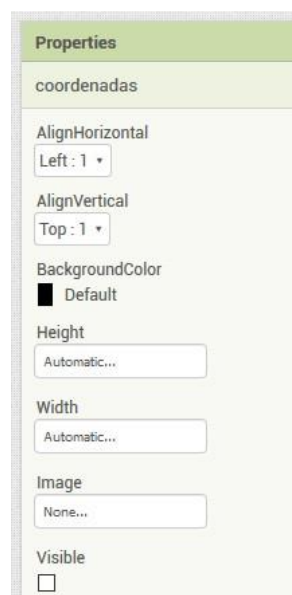 Properties
coordenadas
AlignHorizontal
Left : 1
AlignVertical
Top : 1
BackgroundColor
Default
Height
Automatic...
Width
Automatic...
Image
None...
Visible